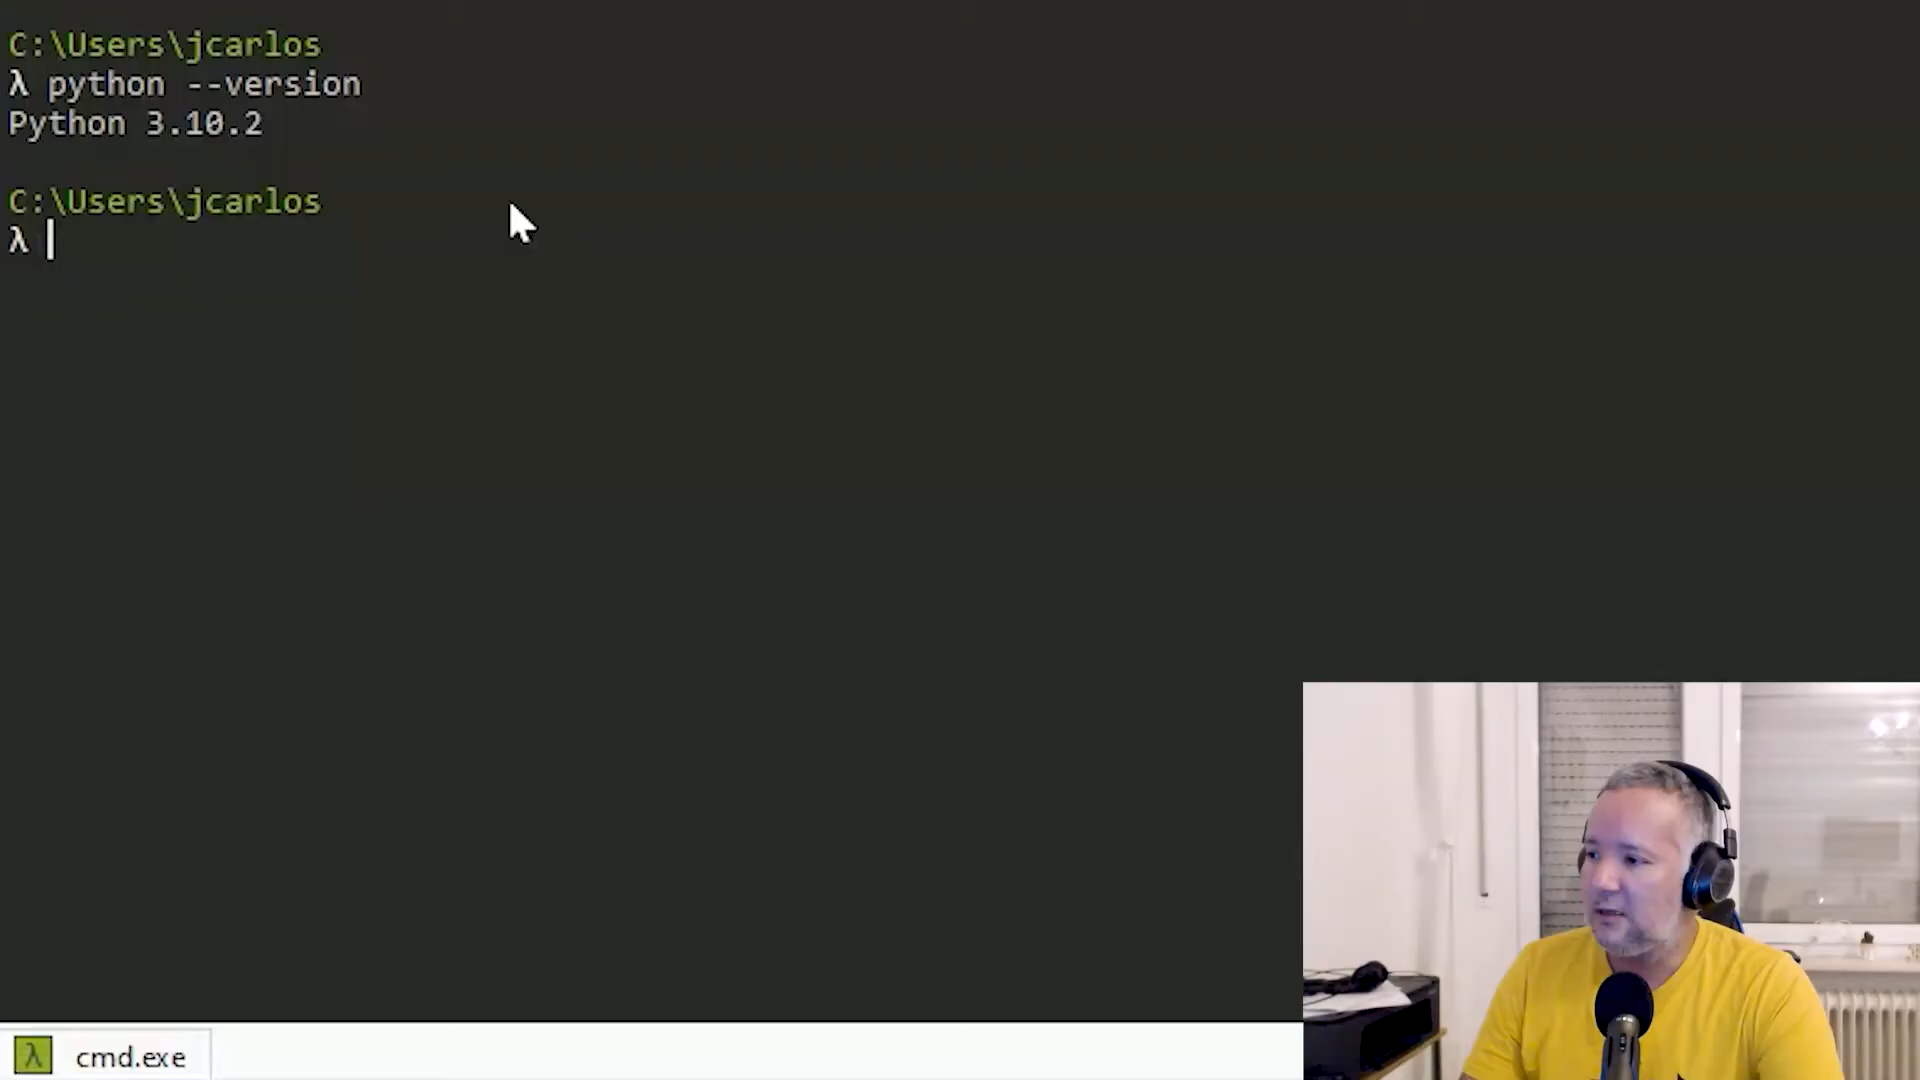 C:\Users\jcarlos
λ python --version
Python 3.10.2
C:\Users\jcarlos
λ
λ cmd.exe